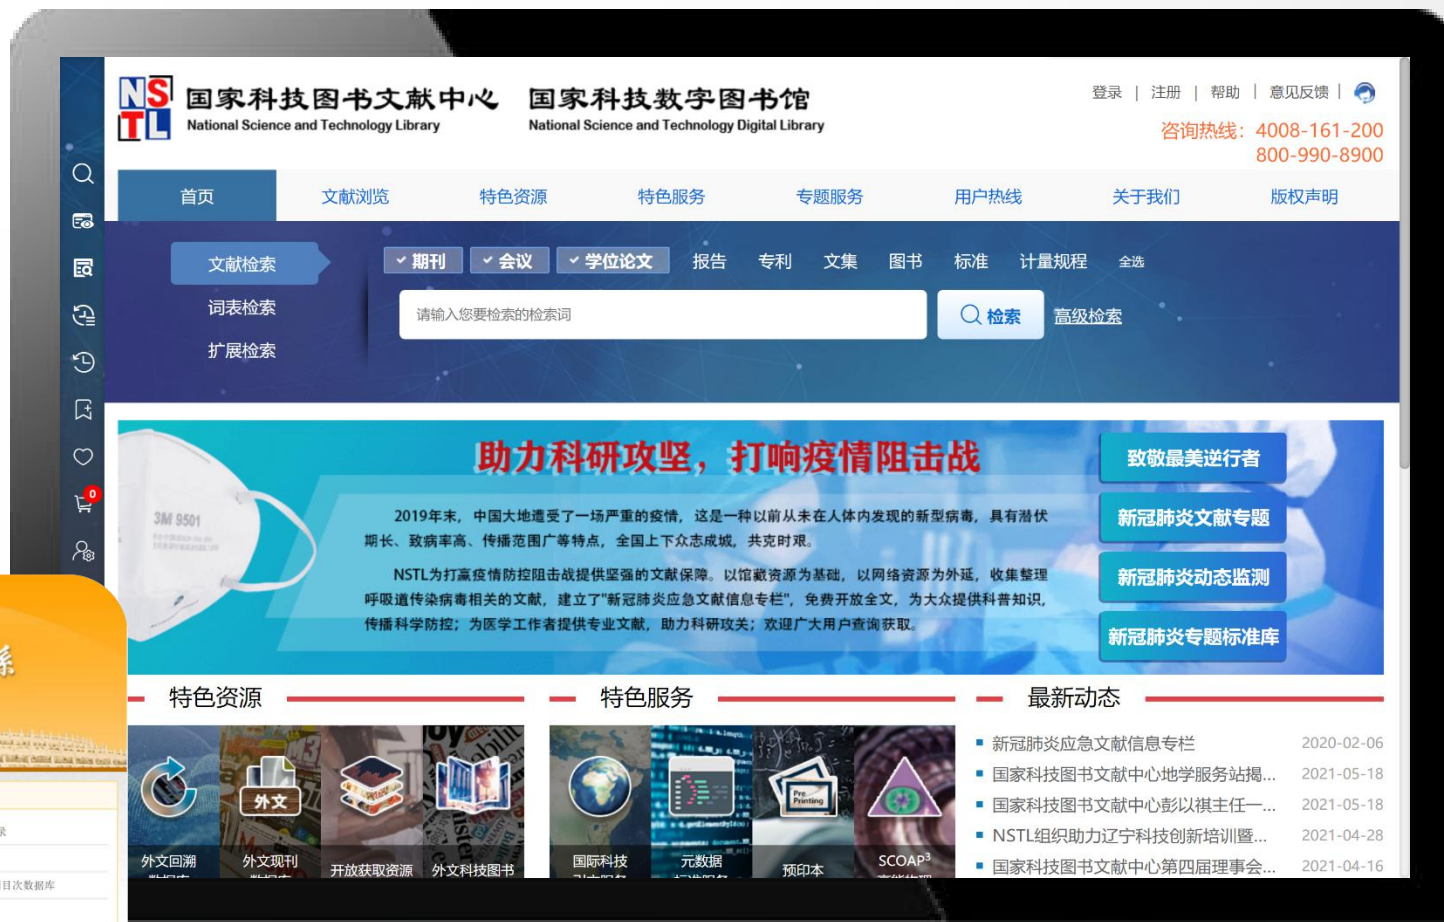 NSTL
国家科技图书文献中心
National Science and Technology Library
国家科技数字图书馆
National Science and Technology Digital Library
登录 | 注册 | 帮助 | 意见反馈 |
咨询热线：4008-161-200
800-990-8900
首页 文献浏览 特色资源 特色服务 专题服务 用户热线 关于我们 版权声明
文献检索
词表检索
扩展检索
期刊 会议 学位论文 报告 专利 文集 图书 标准 计量规程 全选
请输入您要检索的检索词
检索 高级检索
0
3M 9501
助力科研攻坚，打响疫情阻击战
2019年末，中国大地遭受了一场严重的疫情，这是一种以前从未在人体内发现的新型病毒，具有潜伏
期长、致病率高、传播范围广等特点，全国上下众志成城，共克时艰。
NSTL为打赢疫情防控阻击战提供坚强的文献保障。以馆藏资源为基础，以网络资源为外延，收集整理
呼吸道传染病毒相关的文献，建立了"新冠肺炎应急文献信息专栏"，免费开放全文，为大众提供科普知识，
传播科学防控；为医学工作者提供专业文献，助力科研攻关；欢迎广大用户查询获取。
致敬最美逆行者
新冠肺炎文献专题
新冠肺炎动态监测
新冠肺炎专题标准库
特色资源
外文
外文回溯
外文现刊
开放获取资源
外文科技图书
特色服务
Pre
Printing
国际科技
元数据
预印本
SCOAP³
最新动态
新冠肺炎应急文献信息专栏 2020-02-06
国家科技图书文献中心地学服务站揭... 2021-05-18
国家科技图书文献中心彭以祺主任一... 2021-05-18
NSTL组织助力辽宁科技创新培训暨... 2021-04-28
国家科技图书文献中心第四届理事会... 2021-04-16
系
录
目次数据库